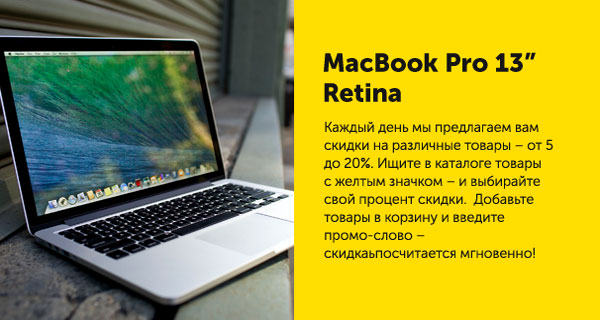 MacBook Pro 13”
Retina
Каждый день мы предлагаем вам
скидки на различные товары – от 5
до 20%. Ищите в каталоге товары
с желтым значком – и выбирайте
свой процент скидки.  Добавьте
товары в корзину и введите
промо-слово –
скидкаьпосчитается мгновенно!